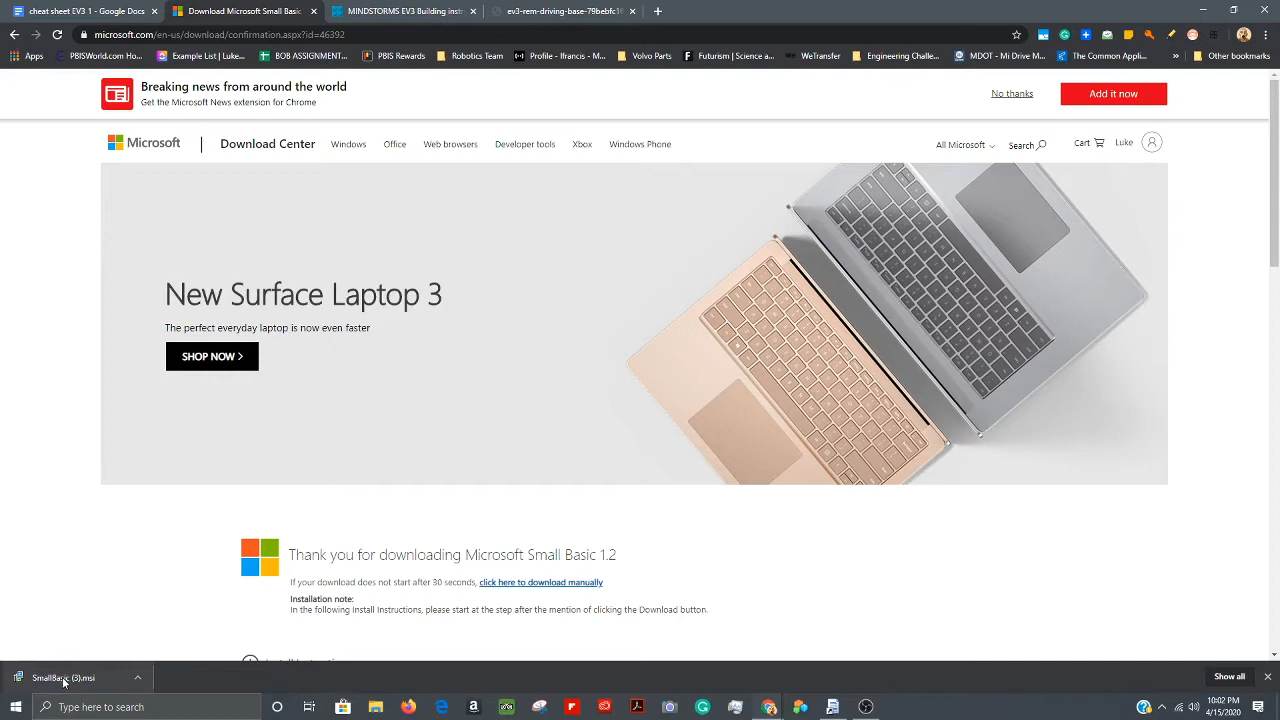 cheat sheet EV3 1 - Google Docs
Download Microsoft Small Basic
MINDSTORMS EV3 Building instr
ev3-rem-driving-base-79bebfc16
microsoft.com/en-us/download/confirmation.aspx?id=46392
Apps PBISWorld.com Ho Example List | Luke... BOB ASSIGNMENT... PBIS Rewards Robotics Team Profile - lfrancis - M... Volvo Parts Futurism | Science a... WeTransfer Engineering Challe... MDOT - Mi Drive M... The Common App |... Other bookmarks
Breaking news from around the world
Get the Microsoft News extension for Chrome
No thanks
Add it now
Microsoft Download Center Windows Office Web browsers Developer tools Xbox Windows Phone All Microsoft Search Cart Luke
New Surface Laptop 3
The perfect everyday laptop is now even faster
SHOP NOW >
Thank you for downloading Microsoft Small Basic 1.2
If your download does not start after 30 seconds, click here to download manually
Installation note:
In the following Install Instructions, please start at the step after the mention of clicking the Download button.
SmallBasic (3).msi
Show all
Type here to search
10:02 PM
4/15/2020